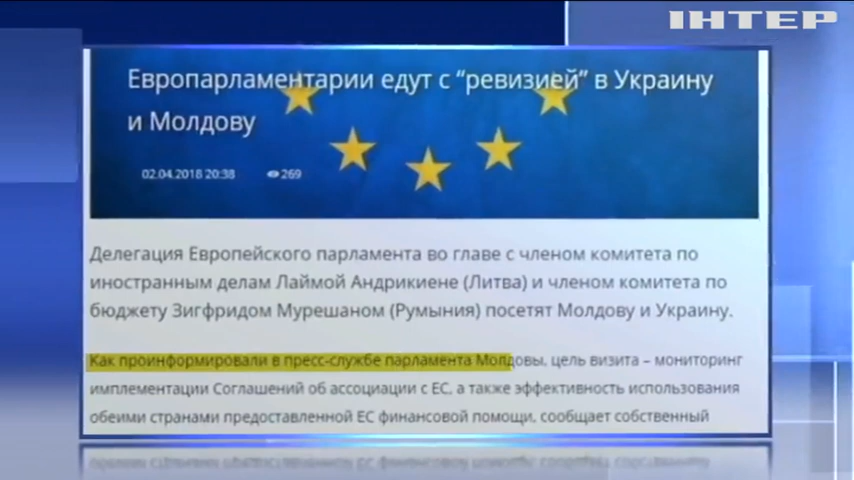 ІНТЕР
Европарламентарии едут с “ревизией” в Украину
и Молдову
02.04.2018 20:38 269
Делегация Европейского парламента во главе с членом комитета по
иностранным делам Лаймой Андрикиене (Литва) и членом комитета по
бюджету Зигфридом Мурешаном (Румыния) посетят Молдову и Украину.
Как проинформировали в пресс-службе парламента Молдовы, цель визита – мониторинг
имплементации Соглашений об ассоциации с ЕС, а также эффективность использования
обеими странами предоставленной ЕС финансовой помощи, сообщает собственный